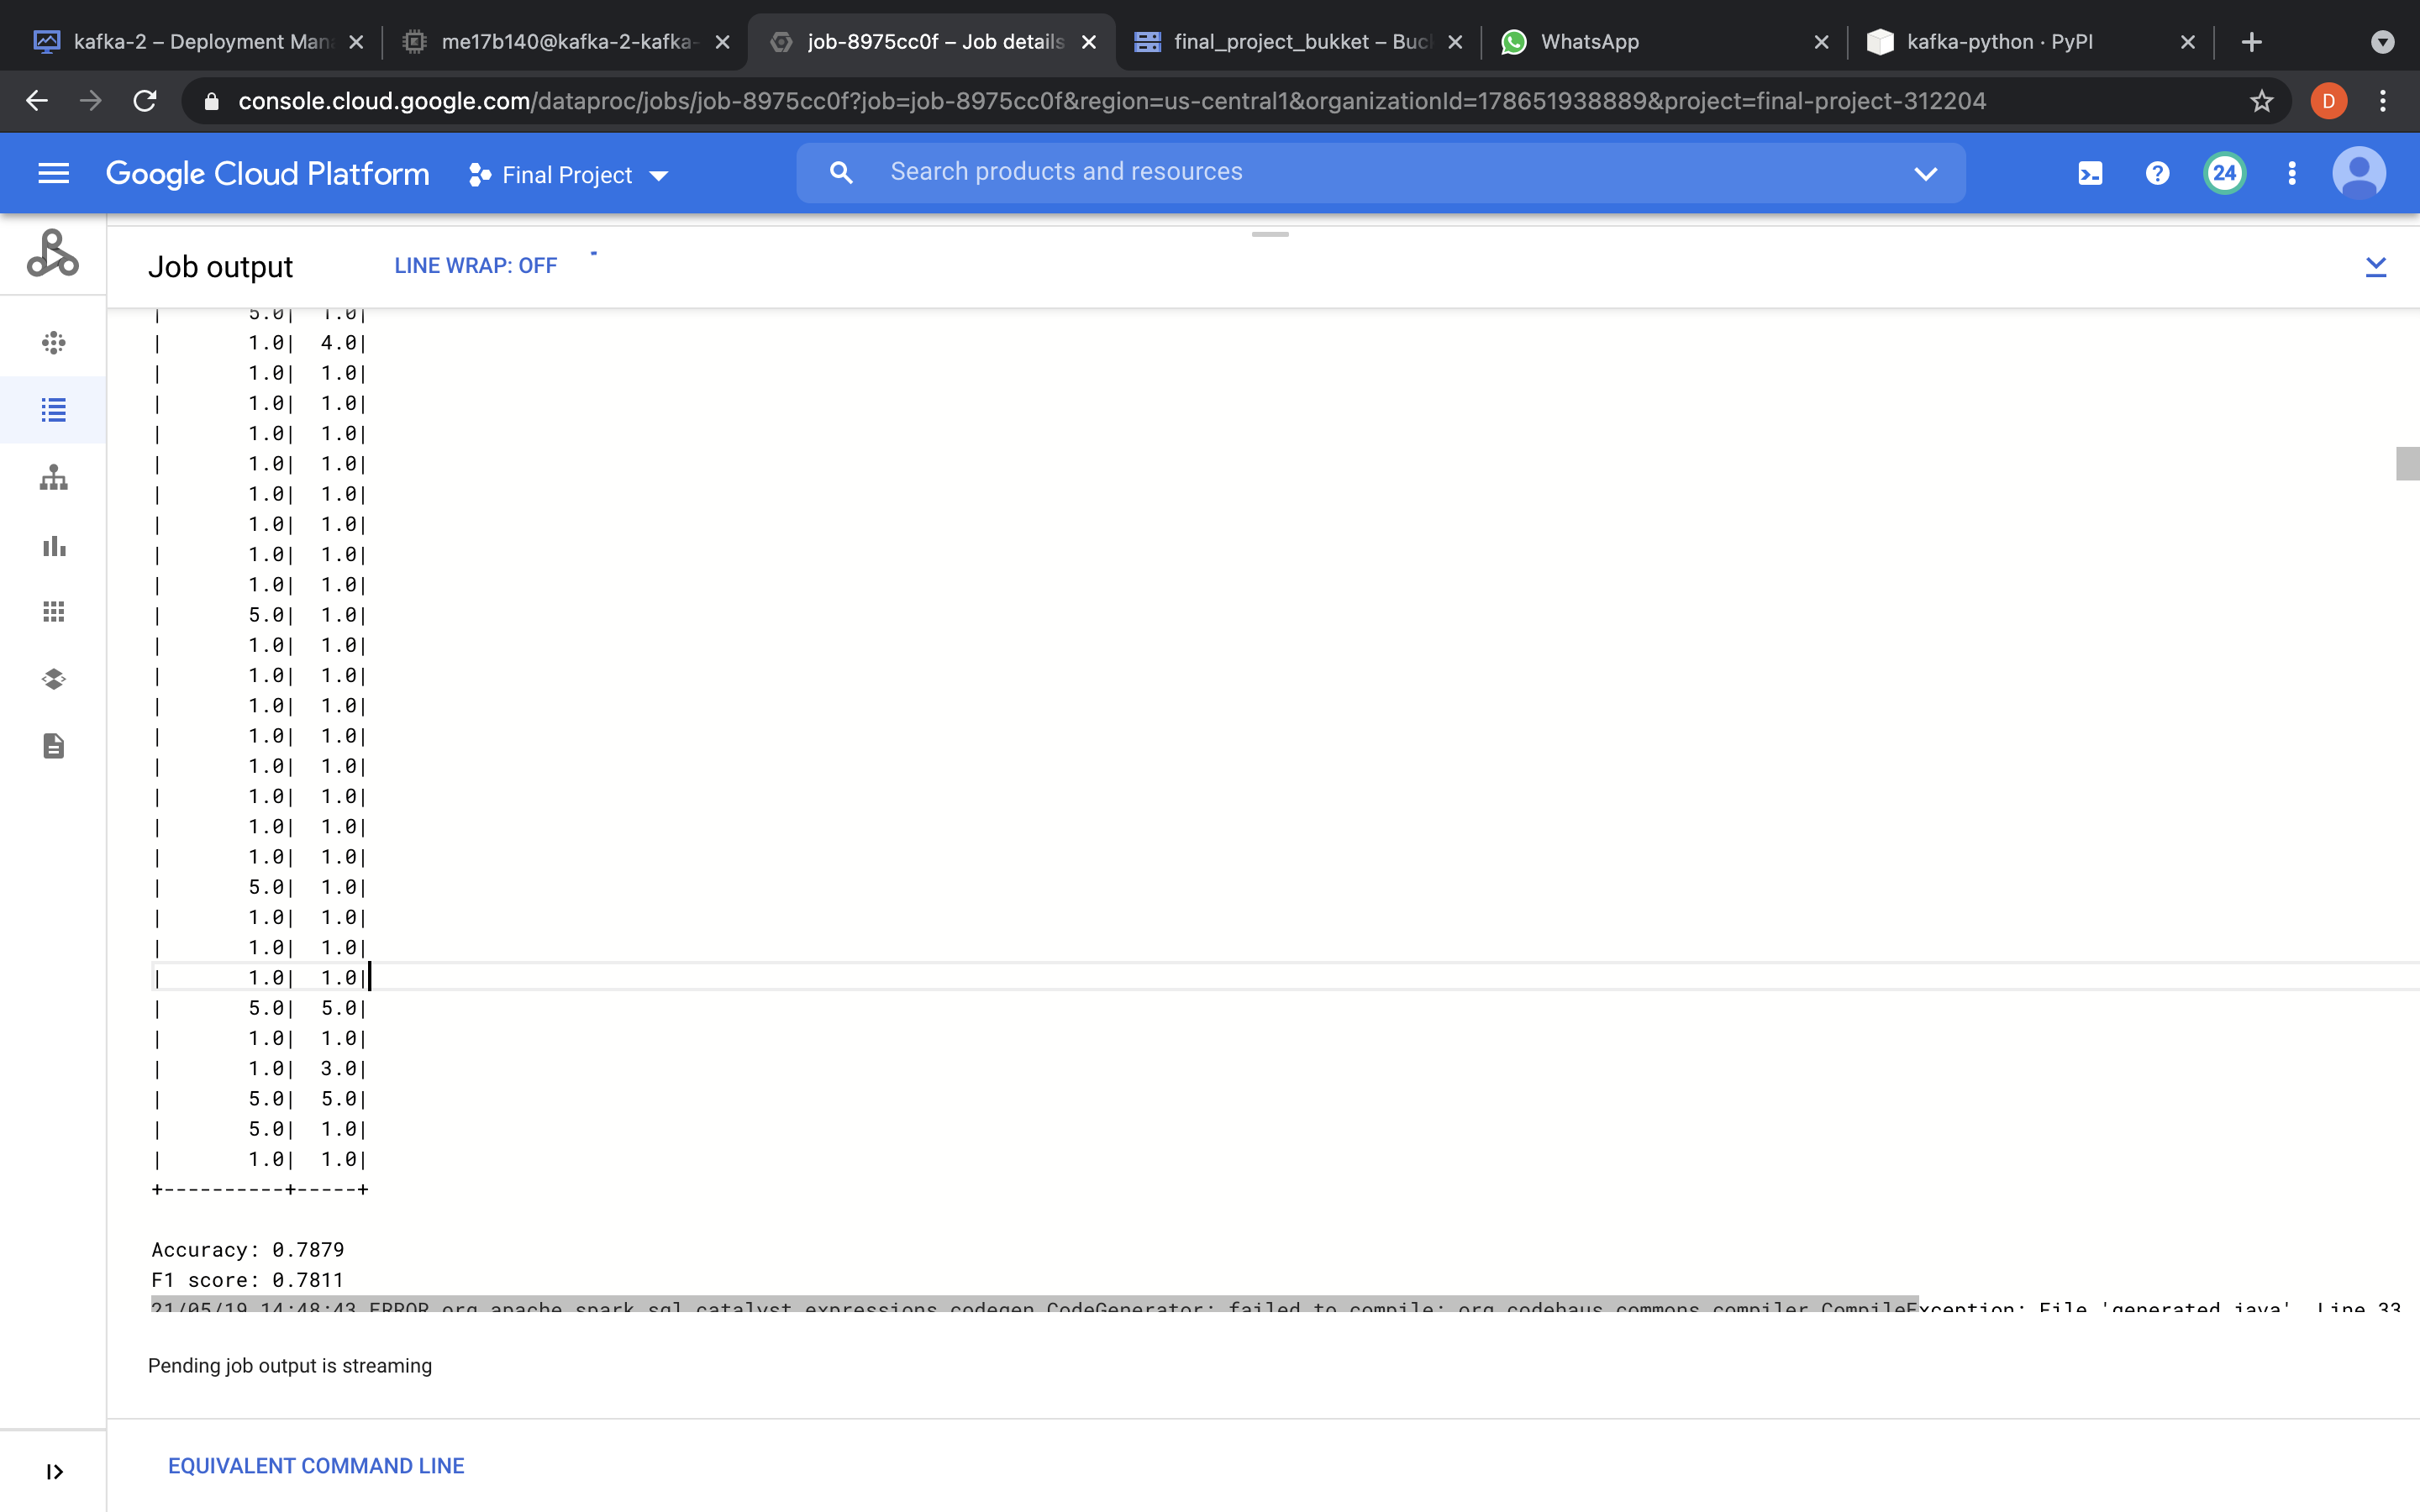 kafka-2 – Deployment Man
me17b140@kafka-2-kafka-
job-8975cc0f – Job details
final_project_bukket – Buc
WhatsApp
kafka-python · PyPI
console.cloud.google.com/dataproc/jobs/job-8975cc0f?job=job-8975cc0f&region=us-central1&organizationId=178651938889&project=final-project-312204
D
Google Cloud Platform
Final Project
Search products and resources
24
Job output
LINE WRAP: OFF
| 5.0| 1.0|
| 1.0| 4.0|
| 1.0| 1.0|
| 1.0| 1.0|
| 1.0| 1.0|
| 1.0| 1.0|
| 1.0| 1.0|
| 1.0| 1.0|
| 1.0| 1.0|
| 1.0| 1.0|
| 5.0| 1.0|
| 1.0| 1.0|
| 1.0| 1.0|
| 1.0| 1.0|
| 1.0| 1.0|
| 1.0| 1.0|
| 1.0| 1.0|
| 1.0| 1.0|
| 1.0| 1.0|
| 5.0| 1.0|
| 1.0| 1.0|
| 1.0| 1.0|
| 1.0| 1.0|
| 5.0| 5.0|
| 1.0| 1.0|
| 1.0| 3.0|
| 5.0| 5.0|
| 5.0| 1.0|
| 1.0| 1.0|
+----------+-----+
Accuracy: 0.7879
F1 score: 0.7811
21/05/19 14:48:43 ERROR org.apache.spark.sql.catalyst.expressions.codegen.CodeGenerator: failed to compile: org.codehaus.commons.compiler.CompileException: File 'generated.java', Line 33
Pending job output is streaming
EQUIVALENT COMMAND LINE